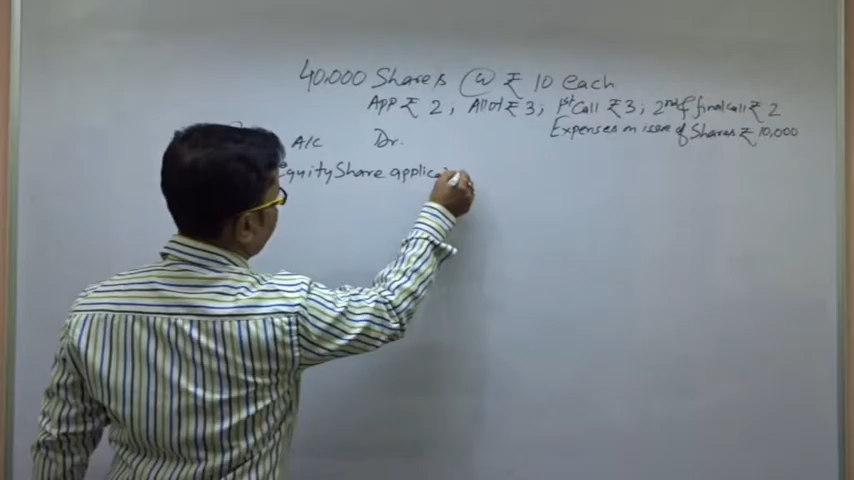 40,000 Shares @ ₹ 10 each
App ₹ 2, Allot ₹ 3, 1st Call ₹ 3, 2nd & final call ₹ 2
Expenses on issue of Shares ₹ 10,000
A/C Dr.
Equity Share applica